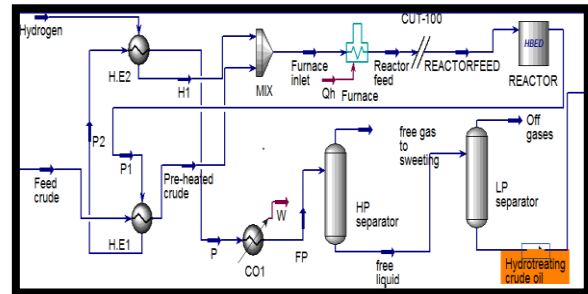 CUT-100
Hydrogen
HBED
H.E2
H1
MIX
Furnace
inlet
Reactor
feed
REACTORFEED
REACTOR
Qh
Furnace
P2
P1
Feed
crude
Pre-heated
crude
H.E1
W
P
CO1
FP
free gas
to
sweeting
HP
separator
free
liquid
Off
gases
LP
separator
Hydrotreating
crude oil